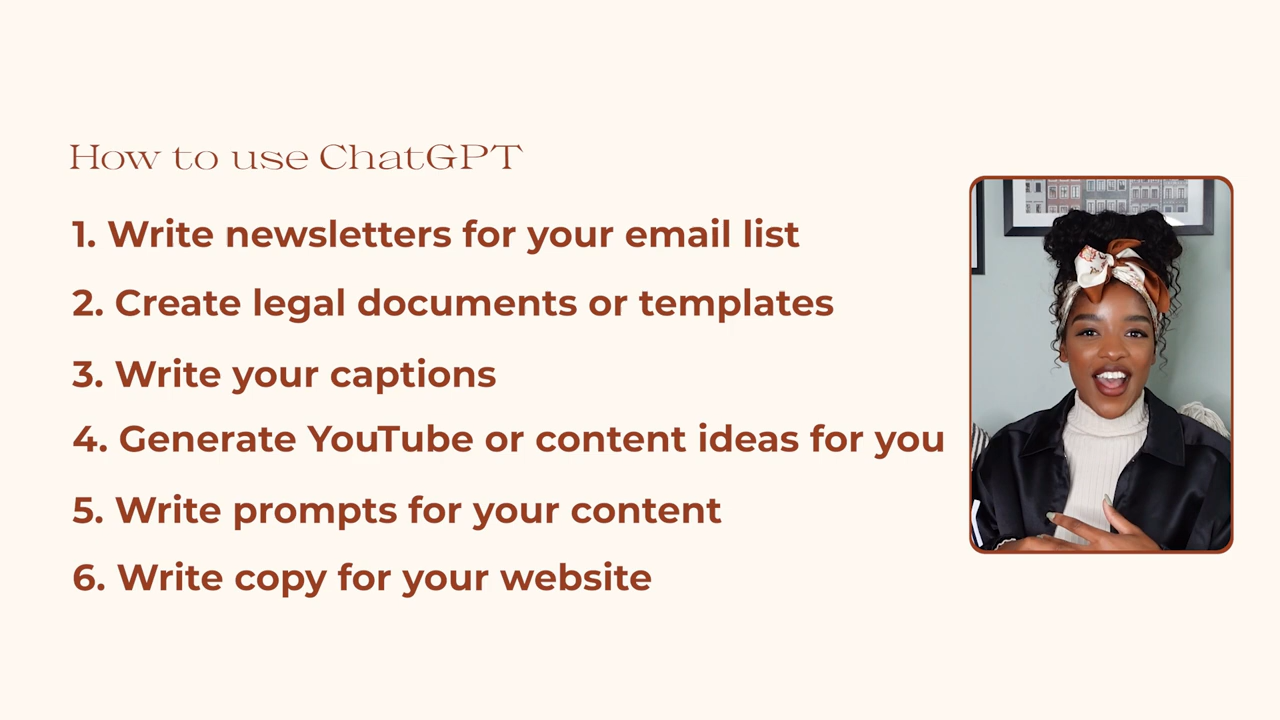 How to use ChatGPT
1. Write newsletters for your email list
2. Create legal documents or templates
3. Write your captions
4. Generate YouTube or content ideas for you
5. Write prompts for your content
6. Write copy for your website